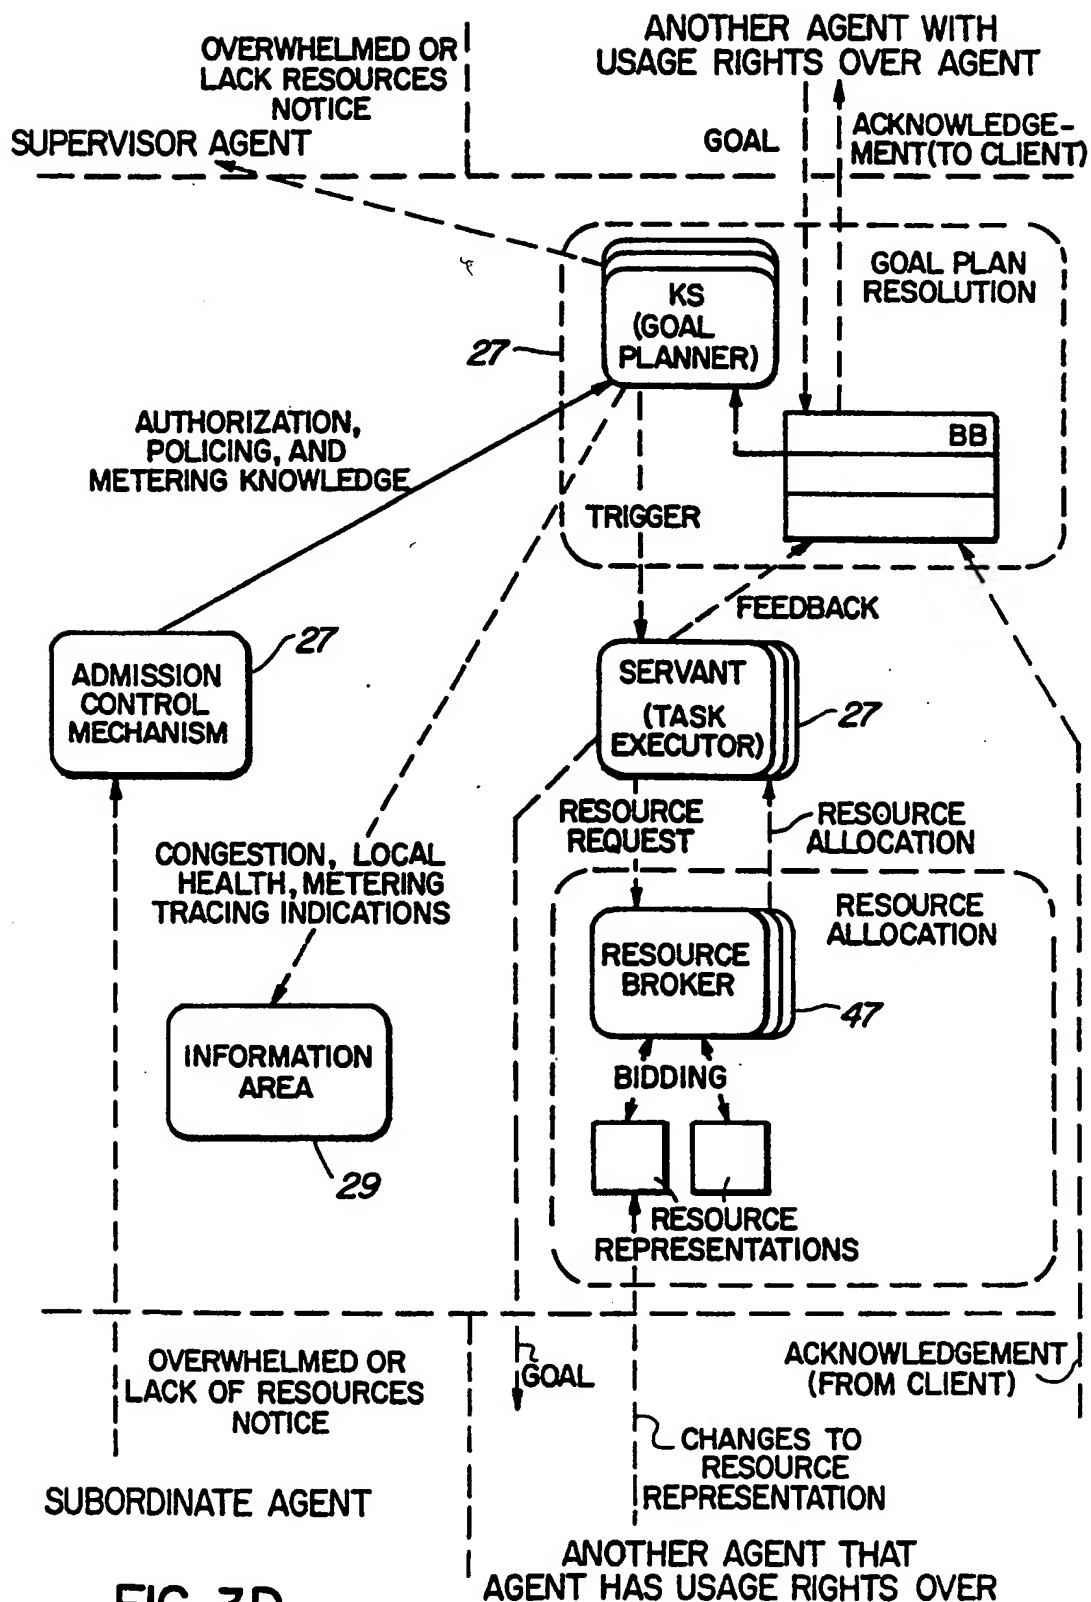 OVERWHELMED OR
LACK RESOURCES
NOTICE
SUPERVISOR AGENT
ANOTHER AGENT WITH
USAGE RIGHTS OVER AGENT
GOAL
ACKNOWLEDGE-
MENT(TO CLIENT)
KS
(GOAL
PLANNER)
GOAL PLAN
RESOLUTION
27
BB
AUTHORIZATION,
POLICING, AND
METERING KNOWLEDGE
TRIGGER
FEEDBACK
ADMISSION
CONTROL
MECHANISM
27
SERVANT
(TASK
EXECUTOR)
27
RESOURCE
REQUEST
RESOURCE
ALLOCATION
CONGESTION, LOCAL
HEALTH, METERING
TRACING INDICATIONS
RESOURCE
ALLOCATION
RESOURCE
BROKER
47
INFORMATION
AREA
29
BIDDING
RESOURCE
REPRESENTATIONS
OVERWHELMED OR
LACK OF RESOURCES
NOTICE
GOAL
ACKNOWLEDGEMENT
(FROM CLIENT)
CHANGES TO
RESOURCE
REPRESENTATION
SUBORDINATE AGENT
ANOTHER AGENT THAT
AGENT HAS USAGE RIGHTS OVER
FIG. 3D